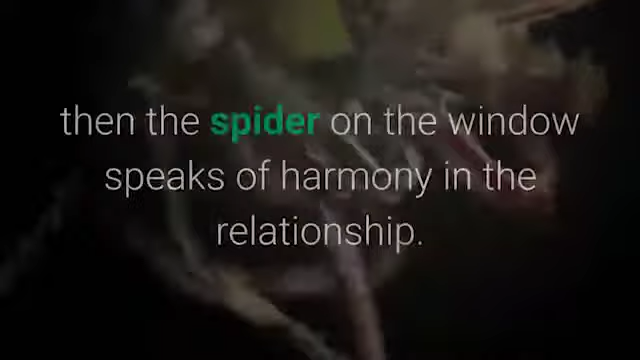 then the spider on the window
speaks of harmony in the
relationship.